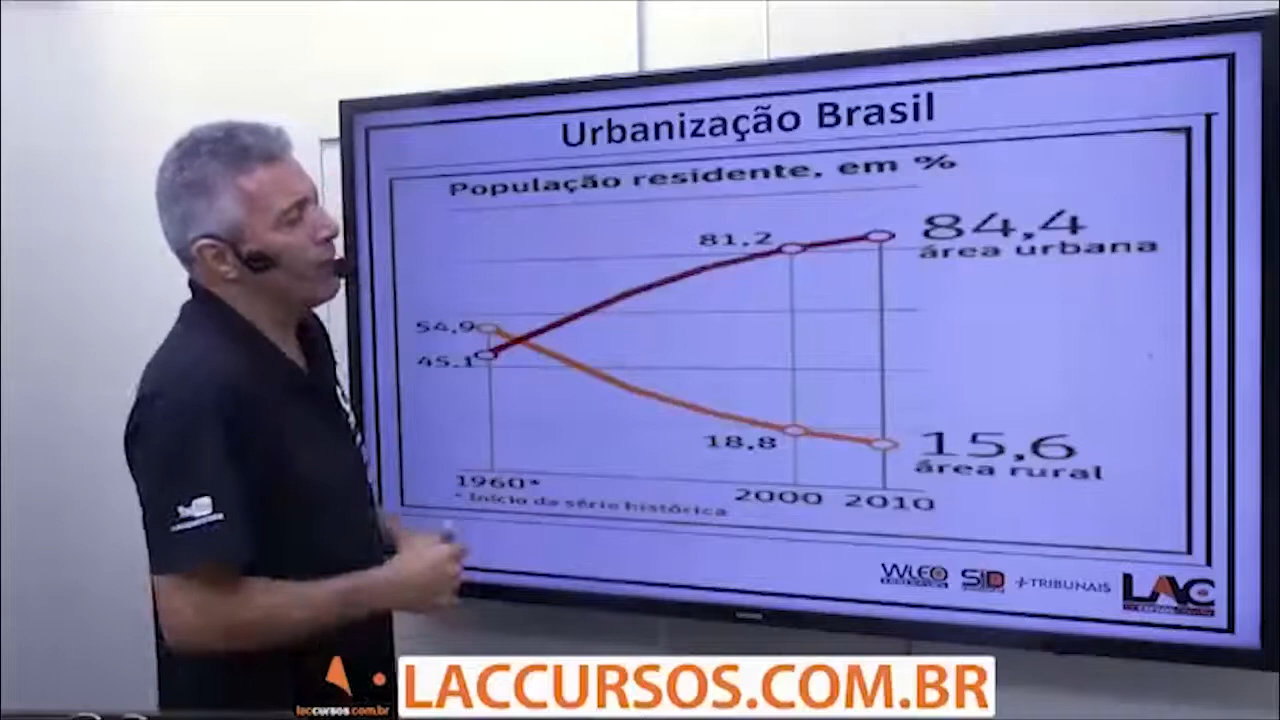 Urbanização Brasil
População residente, em %
84,4
área urbana
81,2
54,9
45,1
18,8
15,6
área rural
1960*
2000
2010
* Início da série histórica
WLEO
SID
+TRIBUNAIS
LAC
laccursos.com.br
LACCURSOS.COM.BR